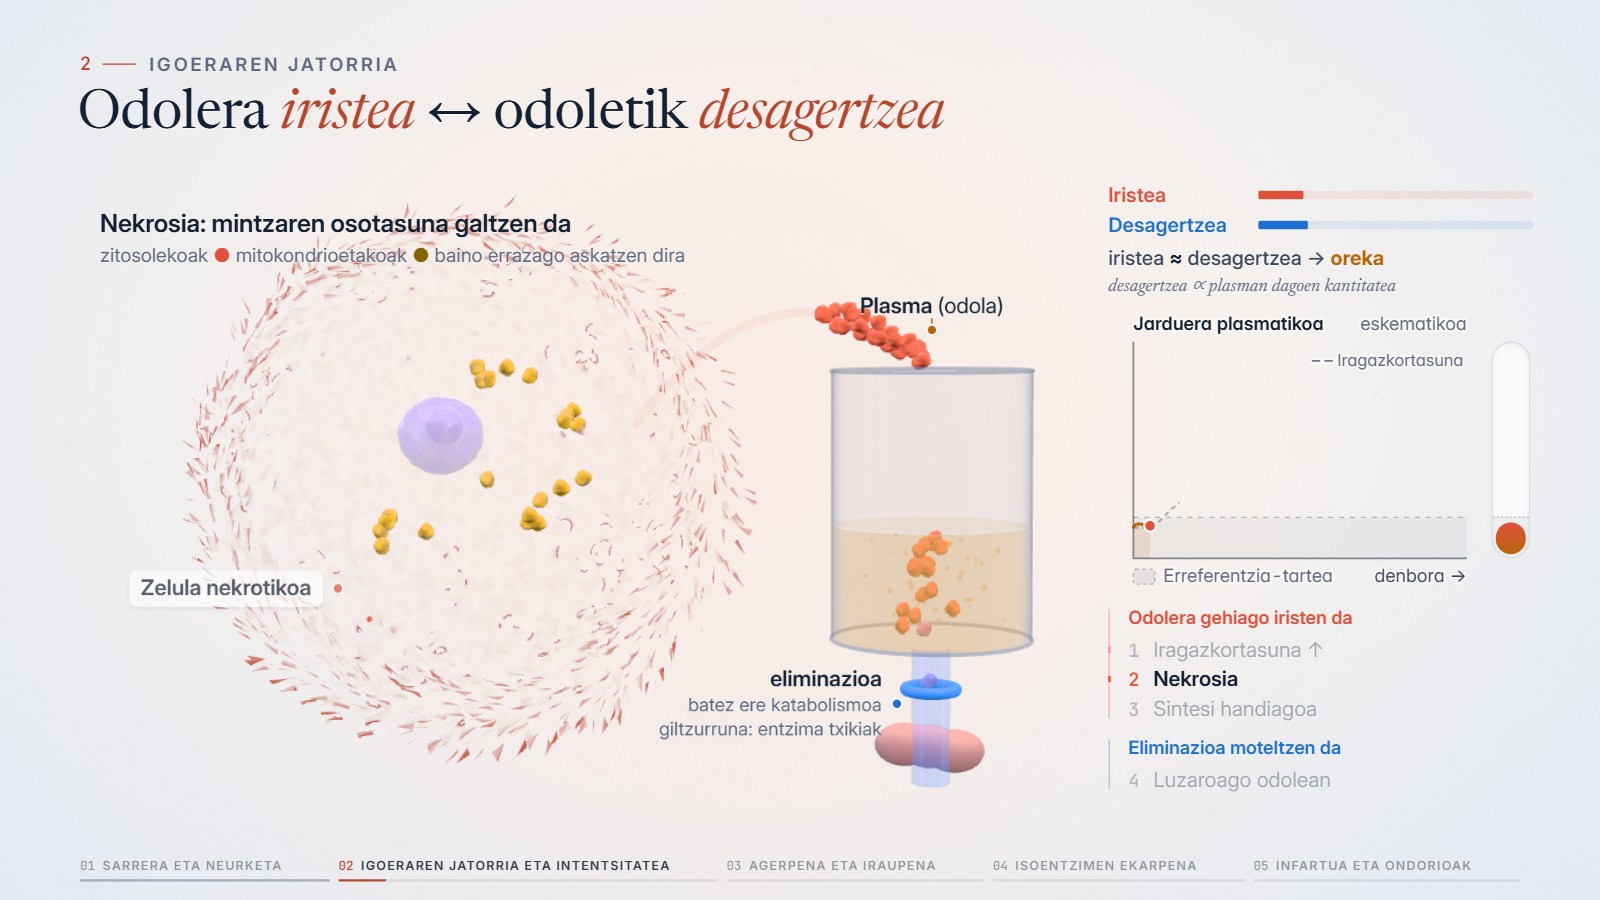 2 — IGOERAREN JATORRIA
Odolera iristea ↔ odoletik desagertzea
Nekrosia: mintzaren osotasuna galtzen da
zitosolekoak mitokondrioetakoak baino errazago askatzen dira
Plasma (odola)
Zelula nekrotikoa
eliminazioa
batez ere katabolismoa
giltzurruna: entzima txikiak
Iristea
Desagertzea
iristea ≈ desagertzea → oreka
desagertzea ∝ plasman dagoen kantitatea
Jarduera plasmatikoa eskematikoa
Iragazkortasuna
Erreferentzia-tartea denbora →
Odolera gehiago iristen da
1 Iragazkortasuna ↑
2 Nekrosia
3 Sintesi handiagoa
Eliminazioa moteltzen da
4 Luzaroago odolean
01 SARRERA ETA NEURKETA
02 IGOERAREN JATORRIA ETA INTENTSITATEA
03 AGERPENA ETA IRAUPENA
04 ISOENTZIMEN EKARPENA
05 INFARTUA ETA ONDORIOAK